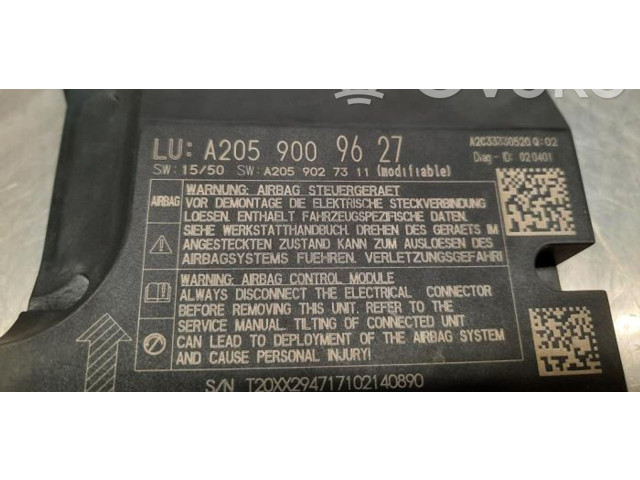 LU: A205 900 96 27
SW: 15/50 SW: A205 902 73 11 (modifiable)
A2C33330520 Q:02
Diag-ID: 020401
AIRBAG
WARNUNG: AIRBAG STEUERGERAET
VOR DEMONTAGE DIE ELEKTRISCHE STECKVERBINDUNG
LOESEN. ENTHAELT FAHRZEUGSPEZIFISCHE DATEN.
SIEHE WERKSTATTHANDBUCH. DREHEN DES GERAETS IM
ANGESTECKTEN ZUSTAND KANN ZUM AUSLOESEN DES
AIRBAGSYSTEMS FUEHREN. VERLETZUNGSGEFAHR!
WARNING: AIRBAG CONTROL MODULE
ALWAYS DISCONNECT THE ELECTRICAL CONNECTOR
BEFORE REMOVING THIS UNIT. REFER TO THE
SERVICE MANUAL TILTING OF CONNECTED UNIT
CAN LEAD TO DEPLOYMENT OF THE AIRBAG SYSTEM
AND CAUSE PERSONAL INJURY!
S/N T20XX294717102140890